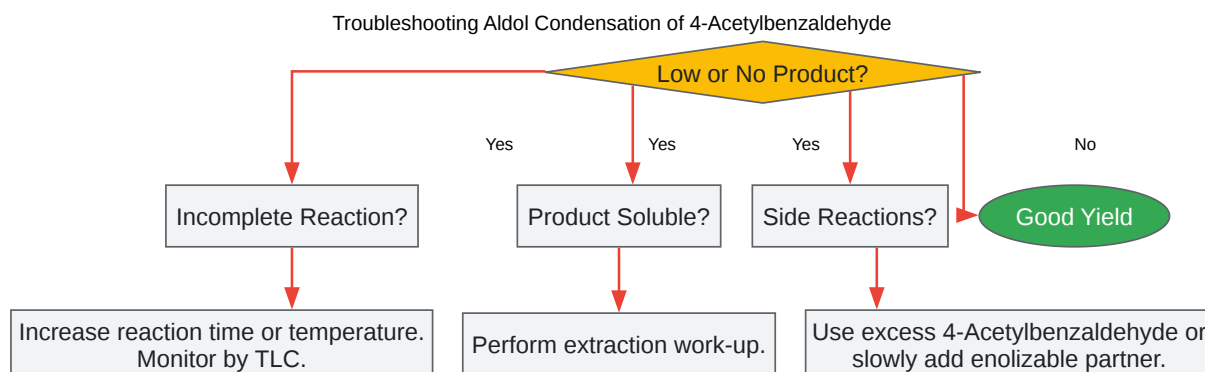 Troubleshooting Aldol Condensation of 4-Acetylbenzaldehyde
Low or No Product?
Yes
Yes
Yes
No
Incomplete Reaction?
Product Soluble?
Side Reactions?
Good Yield
Increase reaction time or temperature.
Monitor by TLC.
Perform extraction work-up.
Use excess 4-Acetylbenzaldehyde or
slowly add enolizable partner.